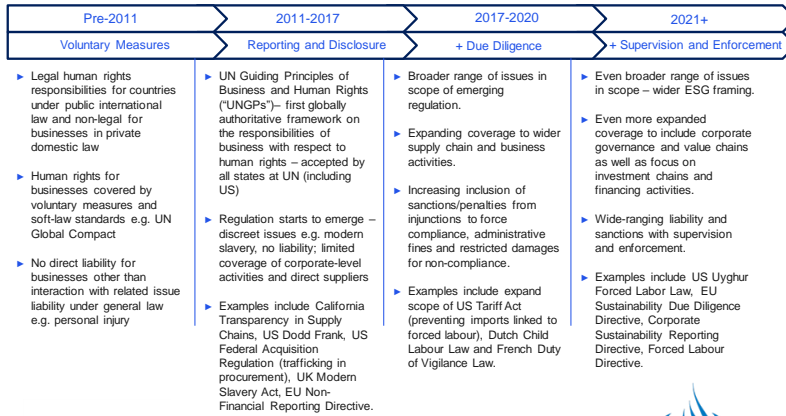 Pre-2011
2011-2017
2017-2020
2021+
Voluntary Measures
Reporting and Disclosure
+ Due Diligence
+ Supervision and Enforcement
► Legal human rights
responsibilities for countries
under public international
law and non-legal for
businesses in private
domestic law
► Human rights for
businesses covered by
voluntary measures and
soft-law standards e.g. UN
Global Compact
► No direct liability for
businesses other than
interaction with related issue
liability under general law
e.g. personal injury
► UN Guiding Principles of
Business and Human Rights
("UNGPs")– first globally
authoritative framework on
the responsibilities of
business with respect to
human rights – accepted by
all states at UN (including
US)
► Regulation starts to emerge –
discreet issues e.g. modern
slavery, no liability; limited
coverage of corporate-level
activities and direct suppliers
► Examples include California
Transparency in Supply
Chains, US Dodd Frank, US
Federal Acquisition
Regulation (trafficking in
procurement), UK Modern
Slavery Act, EU Non-
Financial Reporting Directive.
► Broader range of issues in
scope of emerging
regulation.
► Expanding coverage to wider
supply chain and business
activities.
► Increasing inclusion of
sanctions/penalties from
injunctions to force
compliance, administrative
fines and restricted damages
for non-compliance.
► Examples include expand
scope of US Tariff Act
(preventing imports linked to
forced labour), Dutch Child
Labour Law and French Duty
of Vigilance Law.
► Even broader range of issues
in scope – wider ESG framing.
► Even more expanded
coverage to include corporate
governance and value chains
as well as focus on
investment chains and
financing activities.
► Wide-ranging liability and
sanctions with supervision
and enforcement.
► Examples include US Uyghur
Forced Labor Law, EU
Sustainability Due Diligence
Directive, Corporate
Sustainability Reporting
Directive, Forced Labour
Directive.